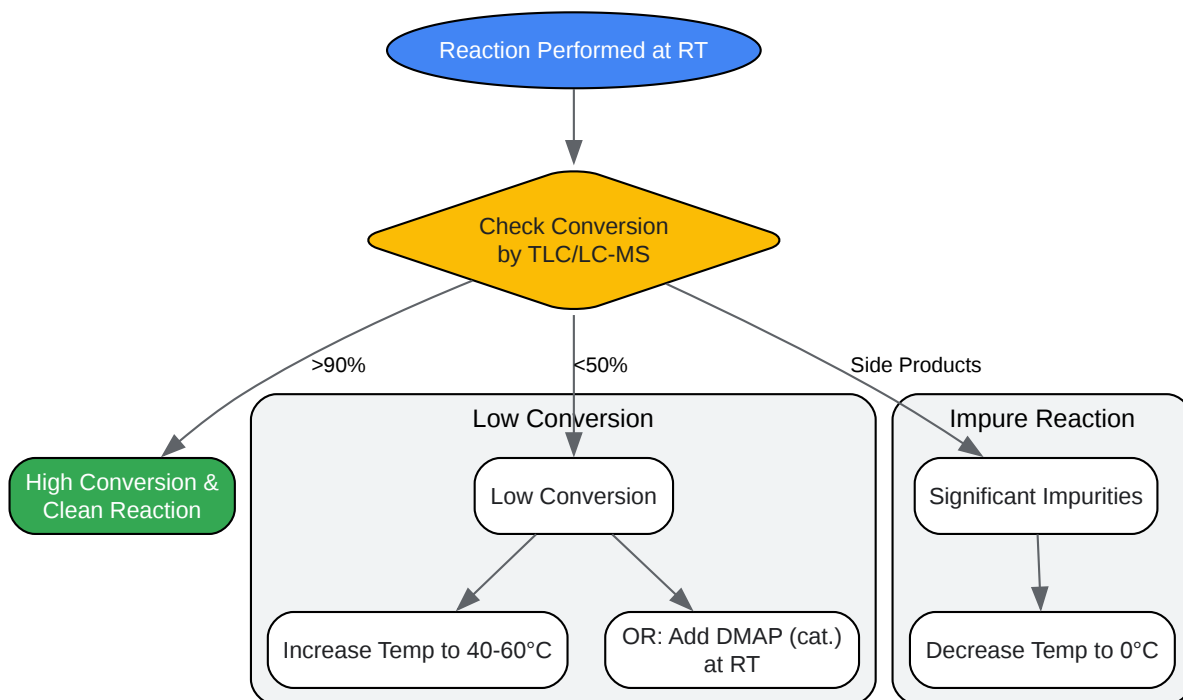 Reaction Performed at RT
Check Conversion
by TLC/LC-MS
>90%
<50%
Side Products
Low Conversion
Impure Reaction
High Conversion &
Clean Reaction
Low Conversion
Significant Impurities
Increase Temp to 40-60°C
OR: Add DMAP (cat.)
at RT
Decrease Temp to 0°C